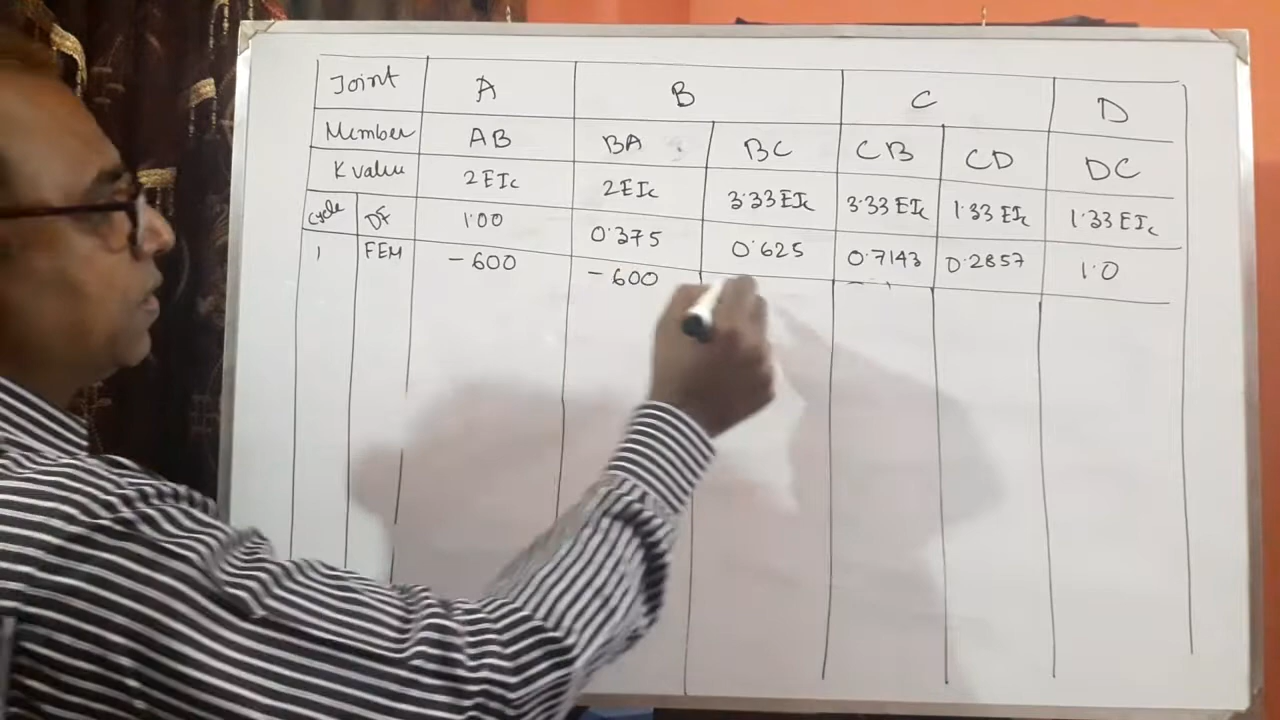 Joint A B C D
Member AB BA BC CB CD DC
K value 2EIc 2EIc 3.33EIc 3.33EIc 1.33EIc 1.33EIc
Cycle DF 1.00 0.375 0.625 0.7143 0.2857 1.0
1 FEM -600 -600